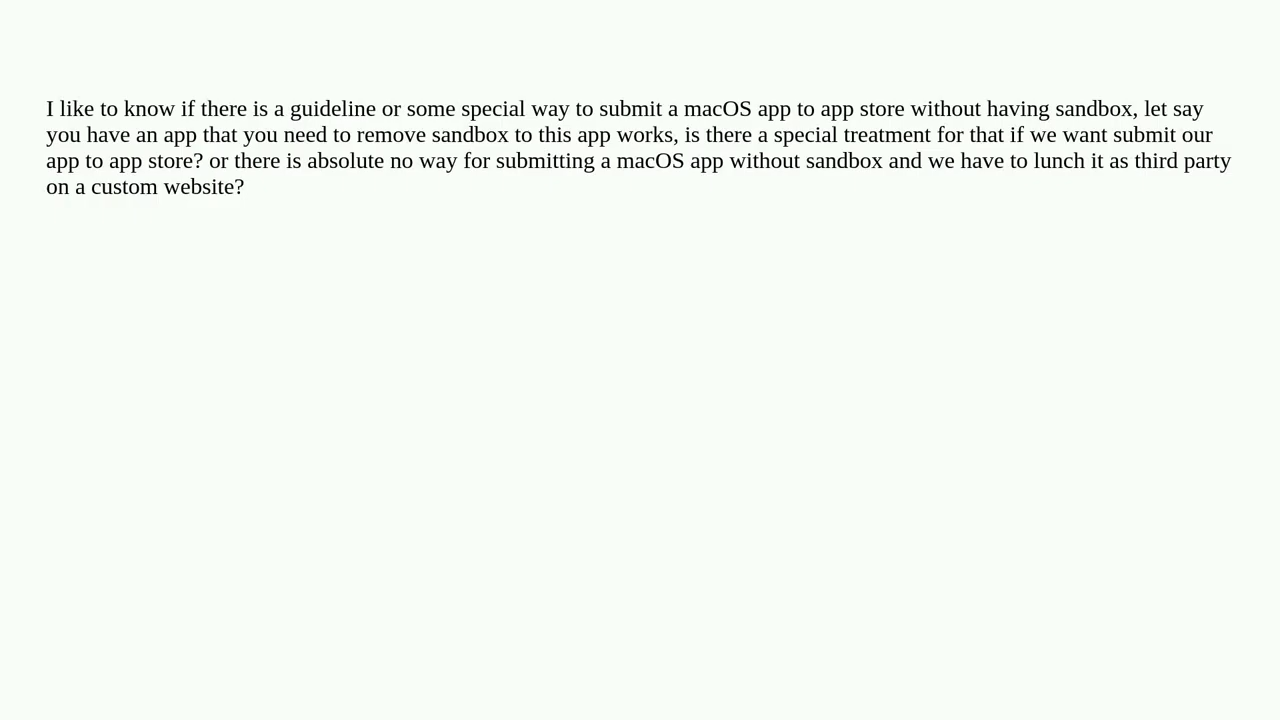 I like to know if there is a guideline or some special way to submit a macOS app to app store without having sandbox, let say
you have an app that you need to remove sandbox to this app works, is there a special treatment for that if we want submit our
app to app store? or there is absolute no way for submitting a macOS app without sandbox and we have to lunch it as third party
on a custom website?